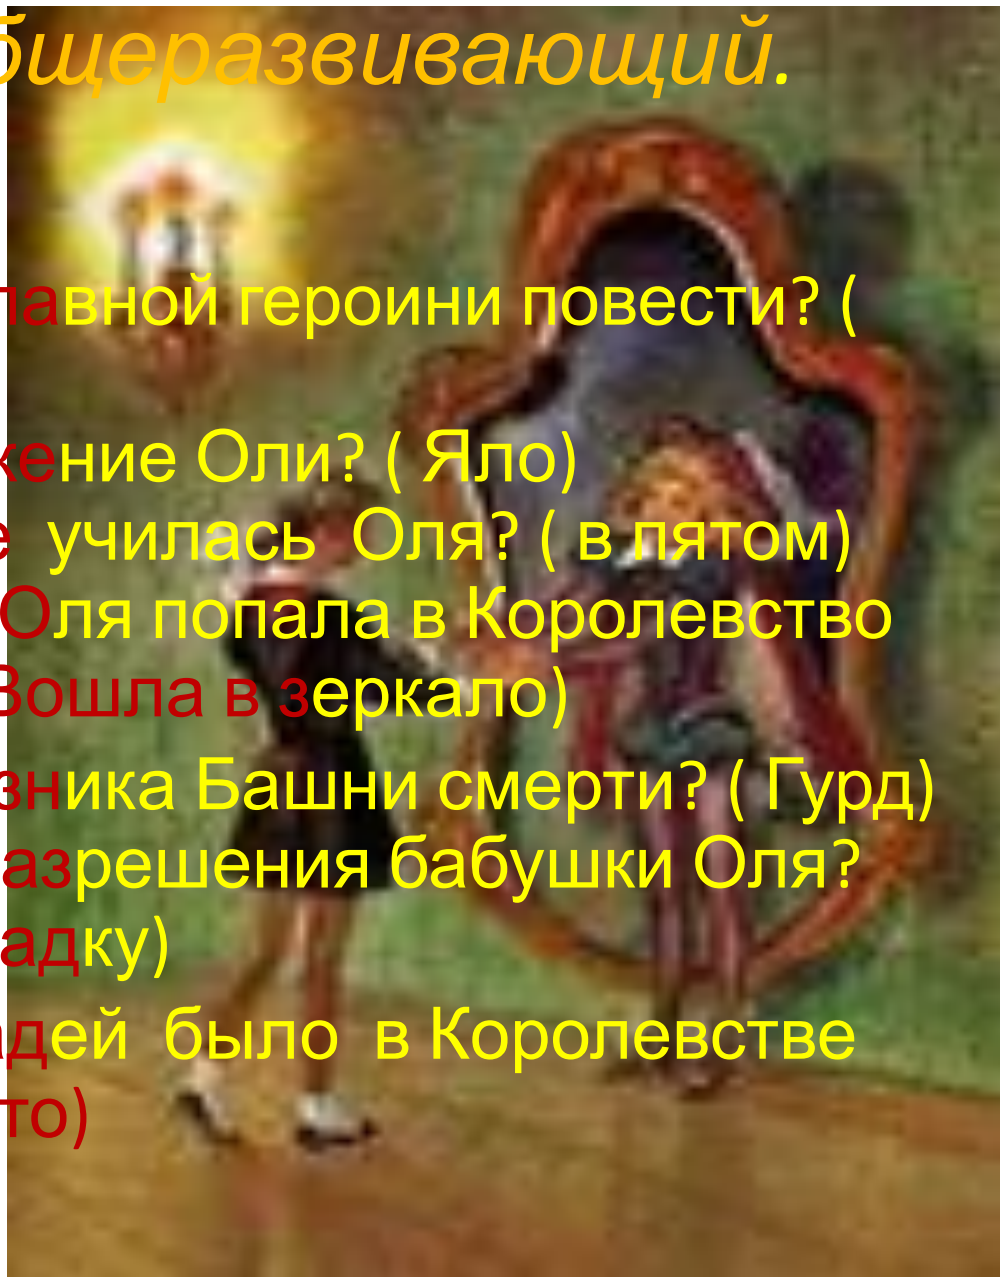 бщеразвивающий.
лавной героини повести? (
жение Оли? ( Яло)
е училась Оля? ( в пятом)
Оля попала в Королевство
Вошла в зеркало)
зника Башни смерти? ( Гурд)
азрешения бабушки Оля?
адку)
дей было в Королевстве
то)